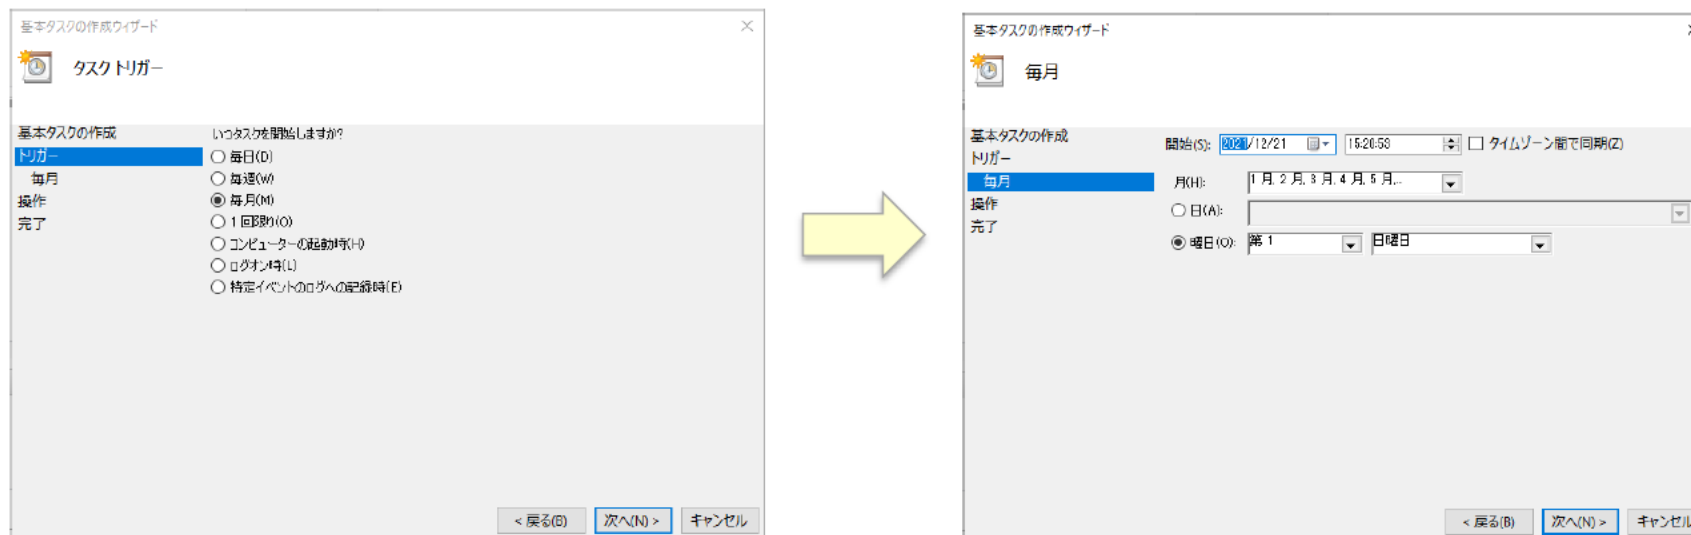 基本タスクの作成ウィザード
タスク トリガー
基本タスクの作成
トリガー
毎月
操作
完了
いつタスクを開始しますか?
毎日(D)
毎週(W)
毎月(M)
1 回限り(O)
コンピューターの起動時(H)
ログオン時(L)
特定イベントのログへの記録時(E)
< 戻る(B) 次へ(N) > キャンセル
基本タスクの作成ウィザード
毎月
基本タスクの作成
トリガー
毎月
操作
完了
開始(S): 2021/12/21 15:20:53 タイムゾーン間で同期(Z)
月(H): 1 月, 2 月, 3 月, 4 月, 5 月,...
日(A):
曜日(O): 第 1 日曜日
< 戻る(B) 次へ(N) > キャンセル